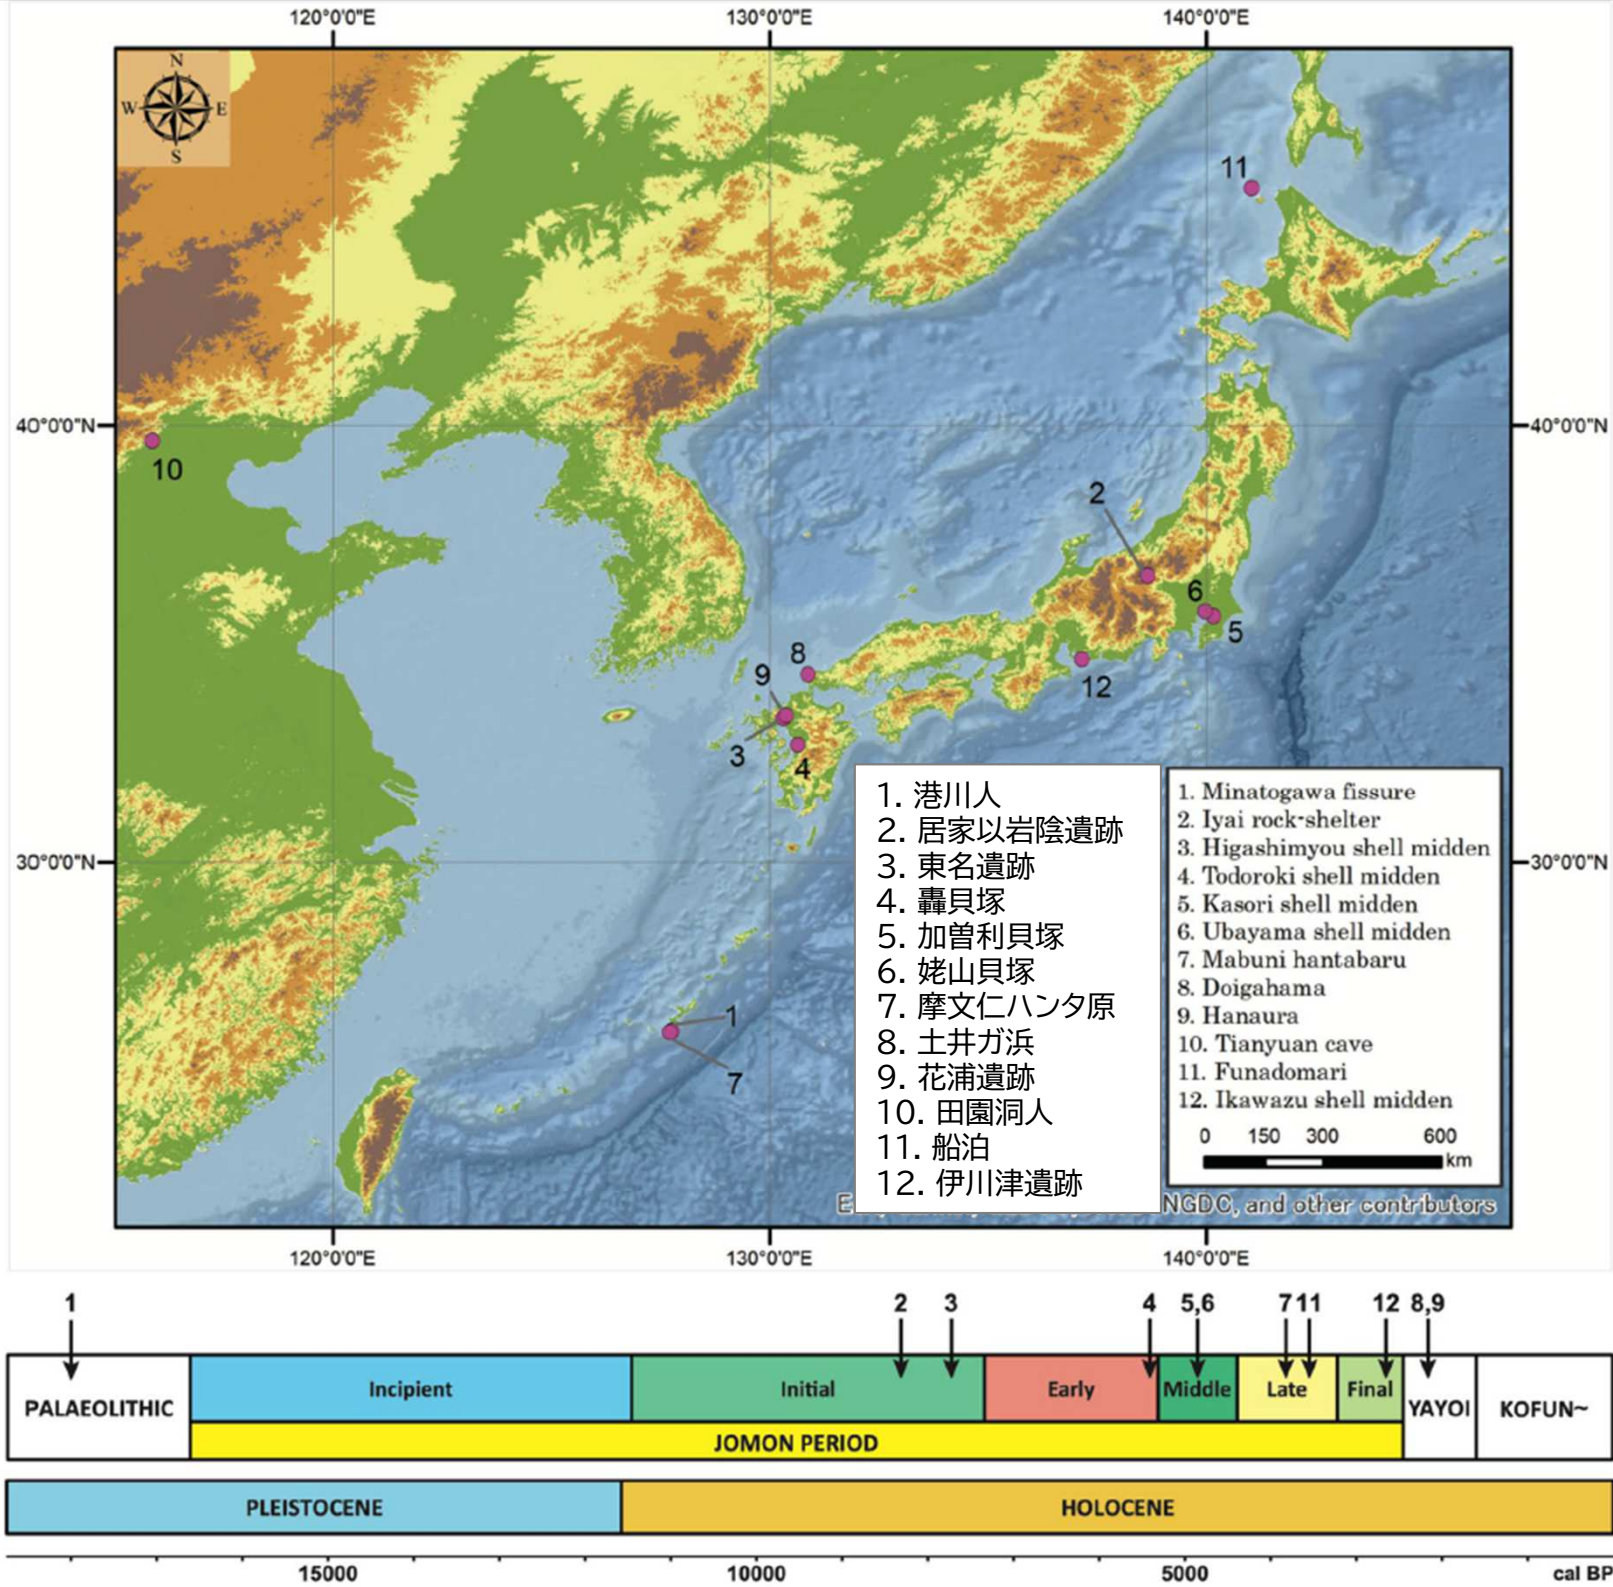 120°0'0"E 130°0'0"E 140°0'0"E
N
W E
S
11
40°0'0"N 40°0'0"N
10
2
6
5
8
9
12
3
4
1. 港川人
2. 居家以岩陰遺跡
3. 東名遺跡
4. 轟貝塚
5. 加曽利貝塚
6. 姥山貝塚
7. 摩文仁ハンタ原
8. 土井ガ浜
9. 花浦遺跡
10. 田園洞人
11. 船泊
12. 伊川津遺跡
1. Minatogawa fissure
2. Iyai rock-shelter
3. Higashimyou shell midden
4. Todoroki shell midden
5. Kasori shell midden
6. Ubayama shell midden
7. Mabuni hantabaru
8. Doigahama
9. Hanaura
10. Tianyuan cave
11. Funadomari
12. Ikawazu shell midden
0 150 300 600
km
30°0'0"N 30°0'0"N
1
7
NGDC, and other contributors
120°0'0"E 130°0'0"E 140°0'0"E
1 2 3 4 5,6 7 11 12 8,9
PALAEOLITHIC Incipient Initial Early Middle Late Final YAYOI KOFUN~
JOMON PERIOD
PLEISTOCENE HOLOCENE
15000 10000 5000 cal BP